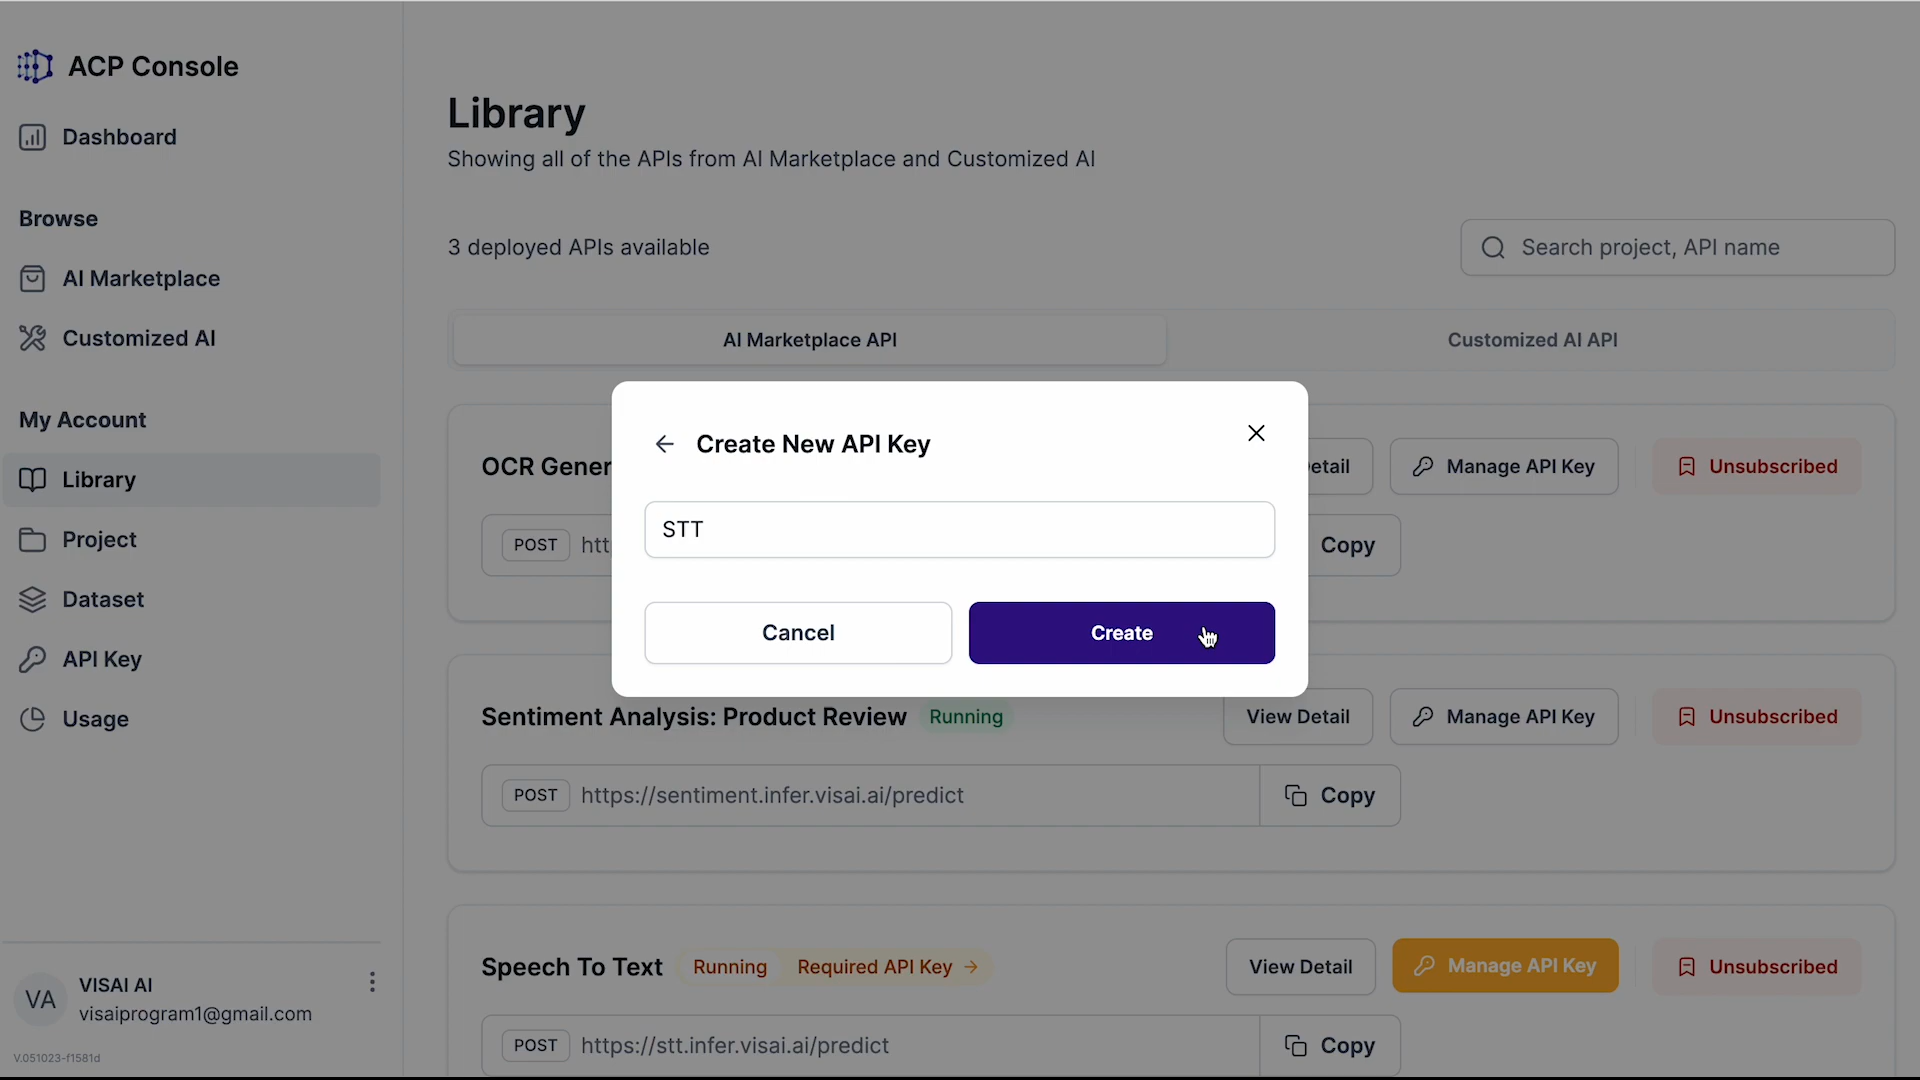 ACP Console
Dashboard
Browse
AI Marketplace
Customized AI
My Account
Library
Project
Dataset
API Key
Usage
VA
VISAI AI
visaiprogram1@gmail.com
V.051023-f1581d
Library
Showing all of the APIs from AI Marketplace and Customized AI
3 deployed APIs available
Search project, API name
AI Marketplace API
Customized AI API
OCR Gener
etail
Manage API Key
Unsubscribed
POST
htt
Copy
Create New API Key
STT
Cancel
Create
Sentiment Analysis: Product Review
Running
View Detail
Manage API Key
Unsubscribed
POST
https://sentiment.infer.visai.ai/predict
Copy
Speech To Text
Running
Required API Key
View Detail
Manage API Key
Unsubscribed
POST
https://stt.infer.visai.ai/predict
Copy